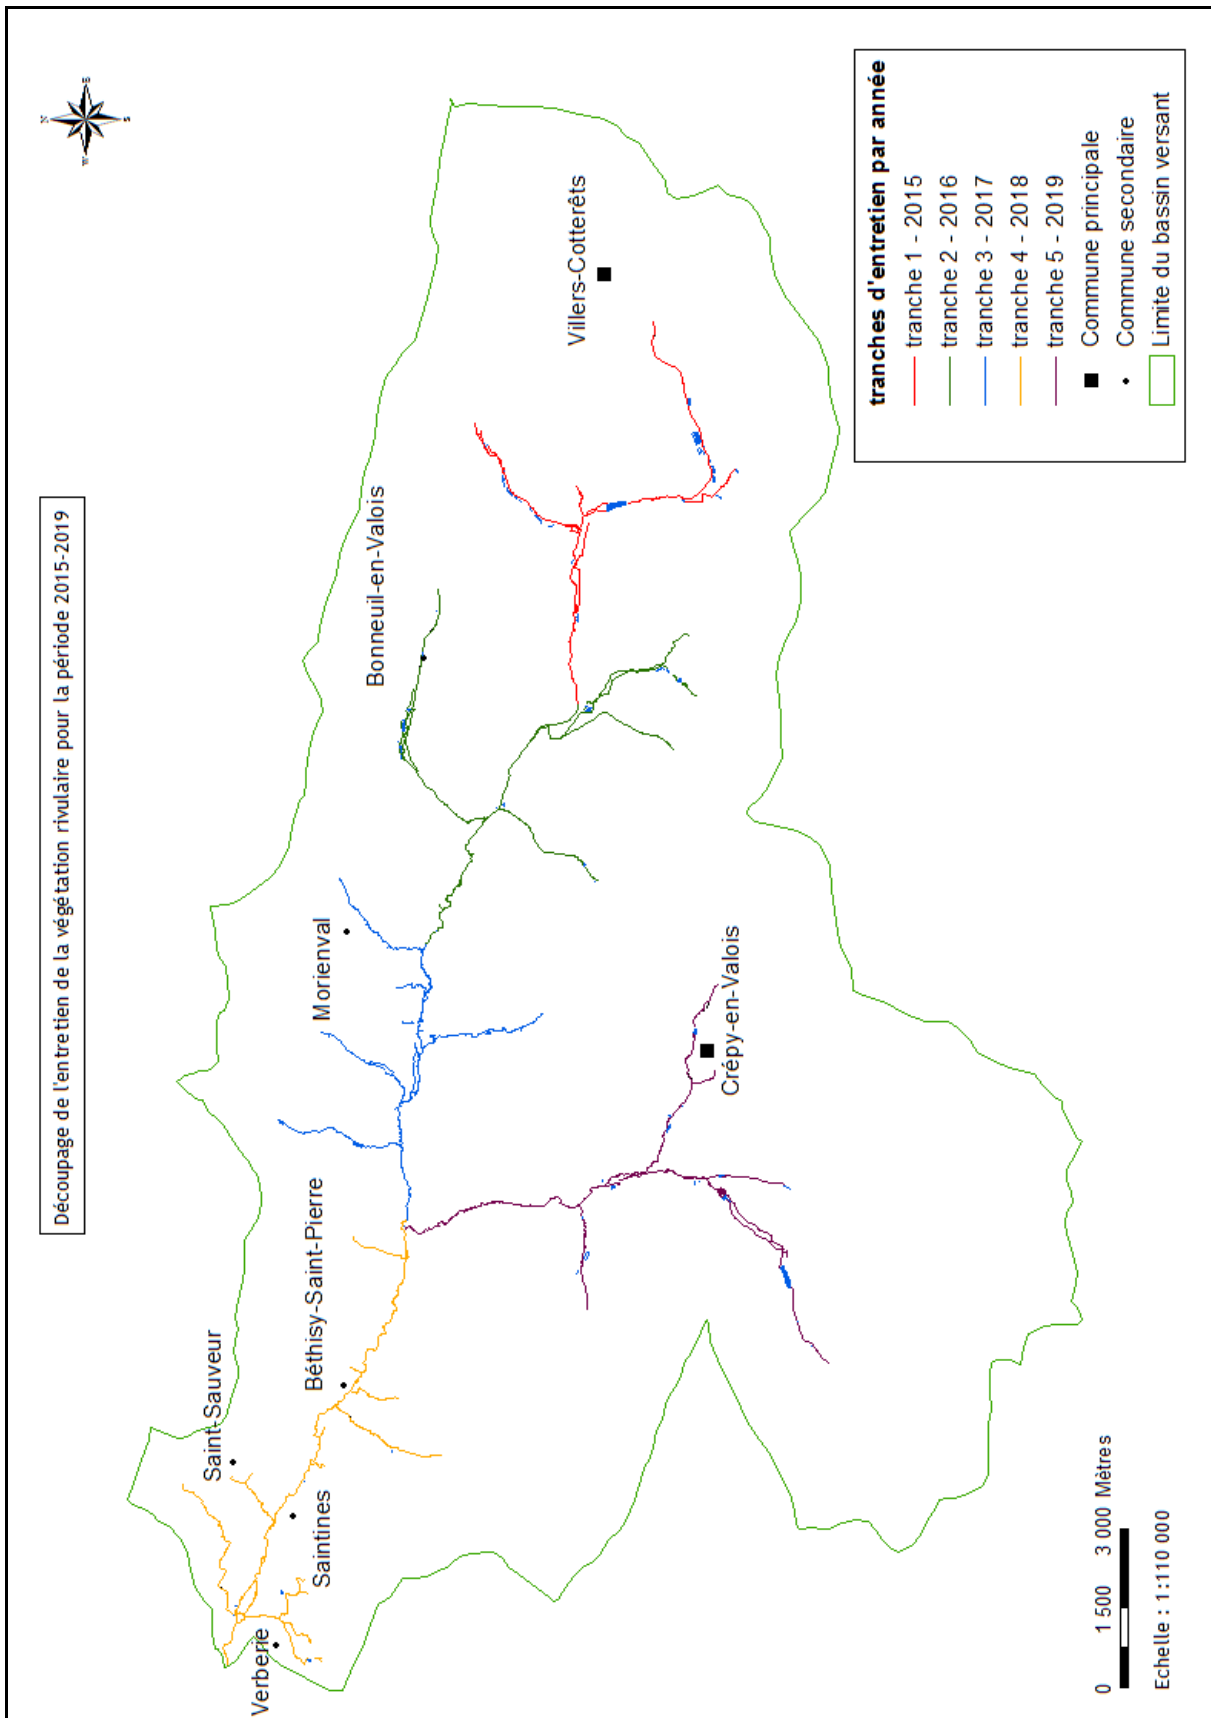 Découpage de l'entretien de la végétation rivulaire pour la période 2015-2019
N
W
S
Saint-Sauveur
Verberie
Saintines
Béthisy-Saint-Pierre
Morienval
Bonneuil-en-Valois
Villers-Cotterêts
Crépy-en-Valois
tranches d'entretien par année
tranche 1 - 2015
tranche 2 - 2016
tranche 3 - 2017
tranche 4 - 2018
tranche 5 - 2019
Commune principale
Commune secondaire
Limite du bassin versant
0 1 500 3 000 Mètres
Echelle : 1:110 000